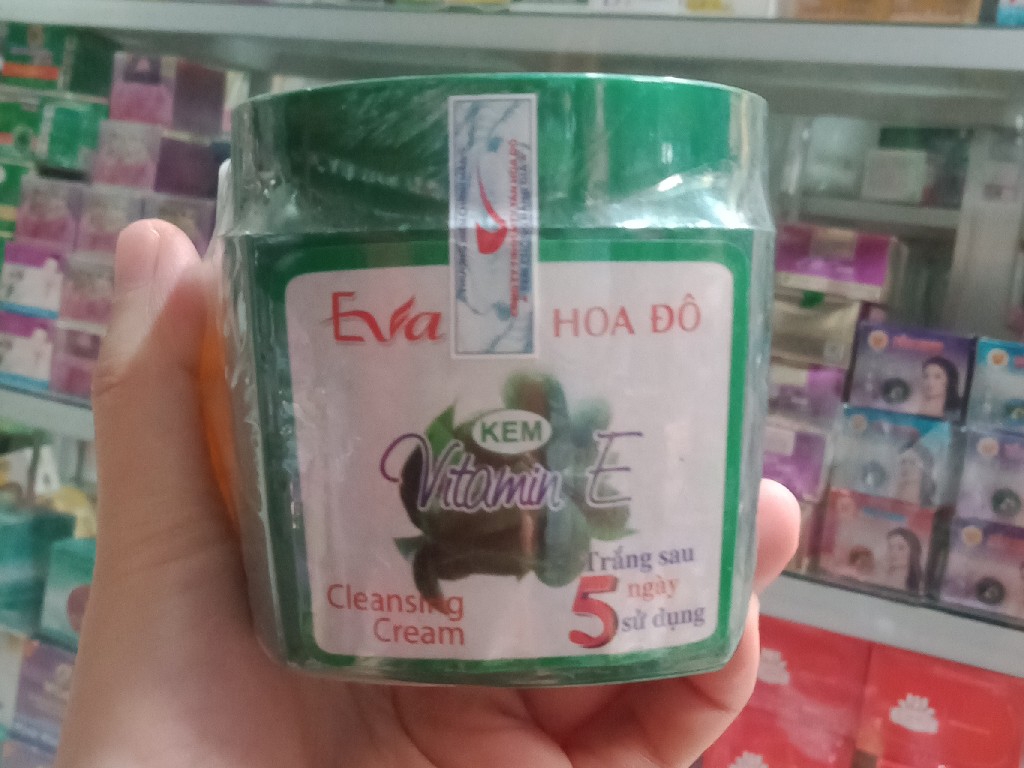 Eva
HOA ĐÔ
KEM
Vitamin E
Cleansing
Cream
Trắng sau
5 ngày
sử dụng